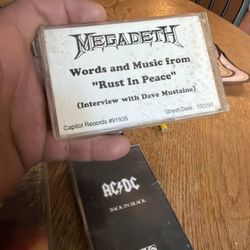 MEGADETH
Words and Music from
"Rust In Peace"
(Interview with Dave Mustaine)
Capitol Records #91935
Street Date: 10/2/90
AC/DC
BACK IN BLACK